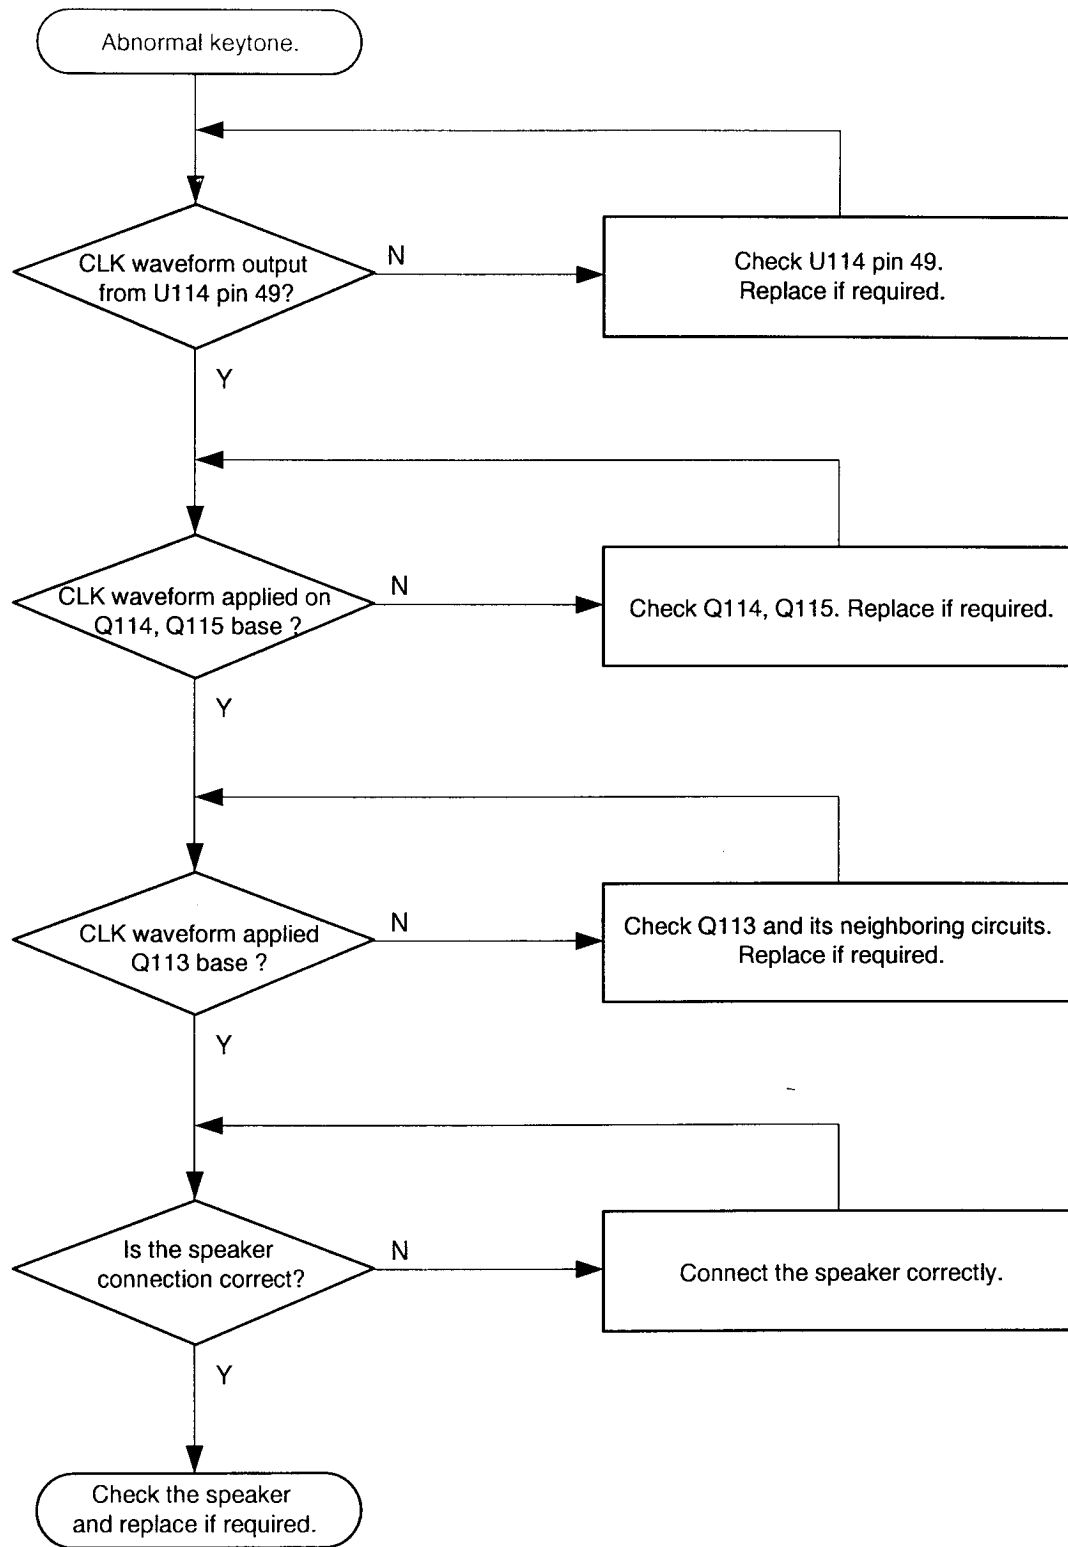 Abnormal keytone.
CLK waveform output
from U114 pin 49?
N
Check U114 pin 49.
Replace if required.
Y
CLK waveform applied on
Q114, Q115 base ?
N
Check Q114, Q115. Replace if required.
Y
CLK waveform applied
Q113 base ?
N
Check Q113 and its neighboring circuits.
Replace if required.
Y
Is the speaker
connection correct?
N
Connect the speaker correctly.
Y
Check the speaker
and replace if required.